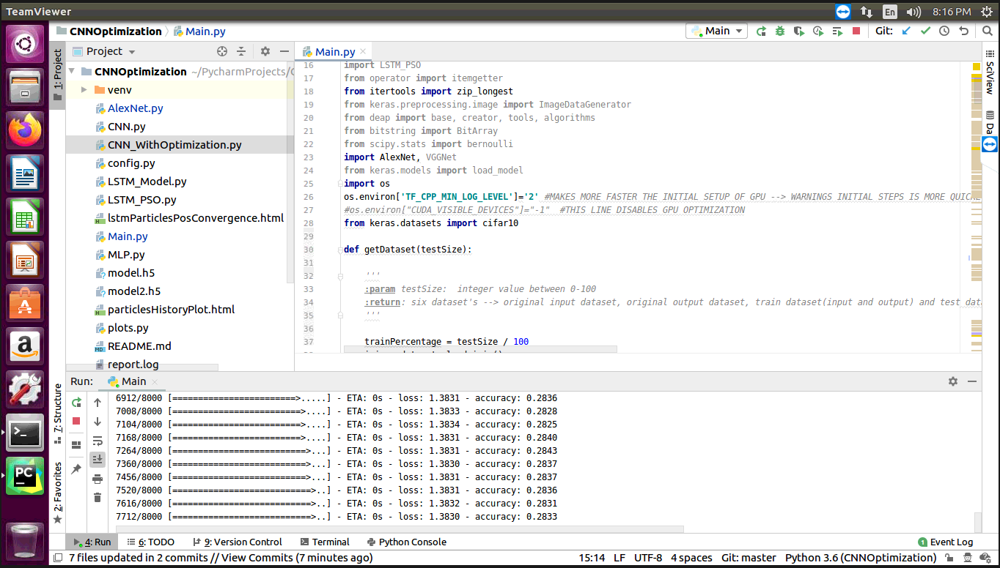 TeamViewer
En
8:16 PM
CNNOptimization
Main.py
Main
Git:
1: Project
Project
CNNOptimization ~/PycharmProjects/
venv
AlexNet.py
CNN.py
CNN_WithOptimization.py
config.py
LSTM_Model.py
LSTM_PSO.py
lstmParticlesPosConvergence.html
Main.py
MLP.py
model.h5
model2.h5
particlesHistoryPlot.html
plots.py
README.md
report.log
Main.py
16 import LSTM_PSO
17 from operator import itemgetter
18 from itertools import zip_longest
19 from keras.preprocessing.image import ImageDataGenerator
20 from deap import base, creator, tools, algorithms
21 from bitstring import BitArray
22 from scipy.stats import bernoulli
23 import AlexNet, VGGNet
24 from keras.models import load_model
25 import os
26 os.environ['TF_CPP_MIN_LOG_LEVEL']='2' #MAKES MORE FASTER THE INITIAL SETUP OF GPU --> WARNINGS INITIAL STEPS IS MORE QUICKE
27 #os.environ["CUDA_VISIBLE_DEVICES"]="-1" #THIS LINE DISABLES GPU OPTIMIZATION
28 from keras.datasets import cifar10
29
30 def getDataset(testSize):
31
32 '''
33 :param testSize: integer value between 0-100
34 :return: six dataset's --> original input dataset, original output dataset, train dataset(input and output) and test_data
35 '''
36
37 trainPercentage = testSize / 100
SciView
Da
Run: Main
7: Structure
2: Favorites
6912/8000 [========================>.....] - ETA: 0s - loss: 1.3831 - accuracy: 0.2836
7008/8000 [=========================>....] - ETA: 0s - loss: 1.3833 - accuracy: 0.2828
7104/8000 [=========================>....] - ETA: 0s - loss: 1.3834 - accuracy: 0.2825
7168/8000 [=========================>....] - ETA: 0s - loss: 1.3831 - accuracy: 0.2840
7264/8000 [==========================>...] - ETA: 0s - loss: 1.3831 - accuracy: 0.2843
7360/8000 [==========================>...] - ETA: 0s - loss: 1.3830 - accuracy: 0.2837
7456/8000 [==========================>...] - ETA: 0s - loss: 1.3831 - accuracy: 0.2837
7520/8000 [===========================>..] - ETA: 0s - loss: 1.3831 - accuracy: 0.2836
7616/8000 [===========================>..] - ETA: 0s - loss: 1.3832 - accuracy: 0.2831
7712/8000 [===========================>..] - ETA: 0s - loss: 1.3830 - accuracy: 0.2833
4: Run
6: TODO
9: Version Control
Terminal
Python Console
1 Event Log
7 files updated in 2 commits // View Commits (7 minutes ago)
15:14 LF UTF-8 4 spaces Git: master Python 3.6 (CNNOptimization)